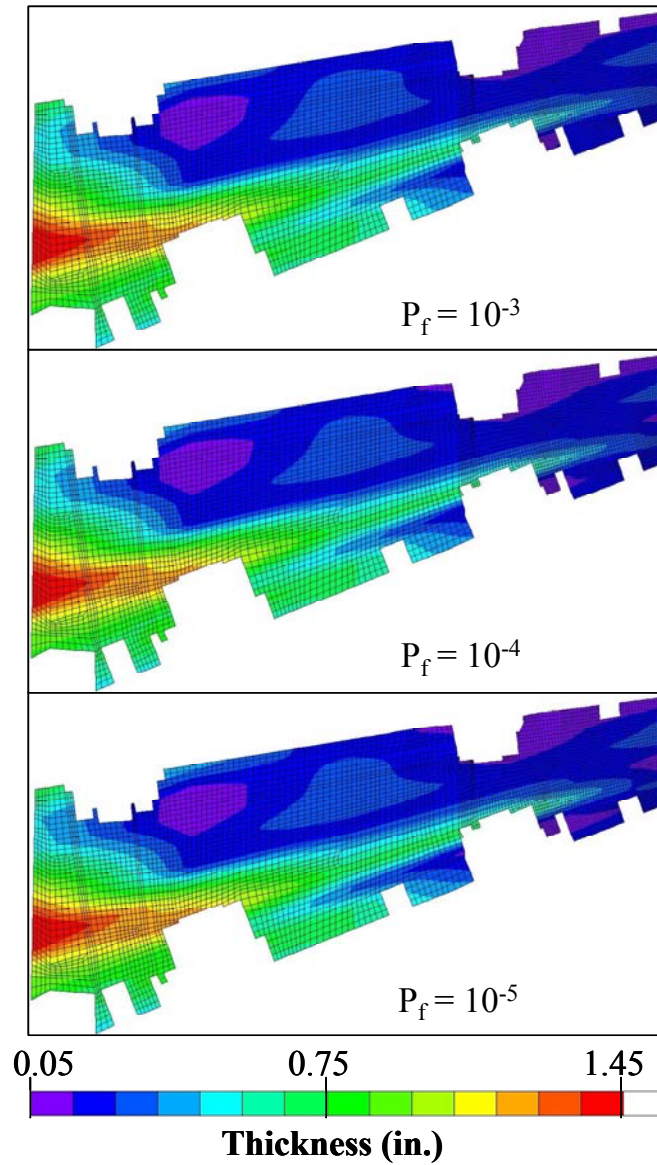 P_f = 10^-3
P_f = 10^-4
P_f = 10^-5
0.05 0.75 1.45
Thickness (in.)